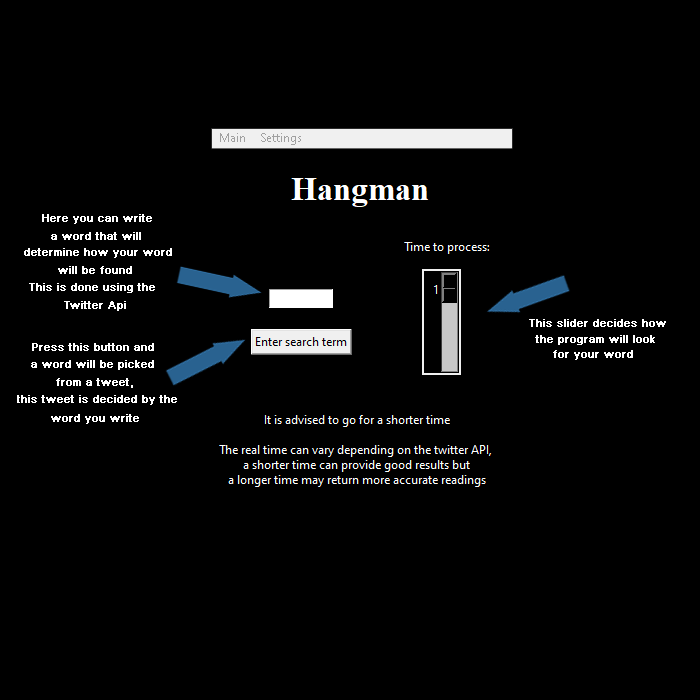 Main Settings
Hangman
Here you can write
a word that will
determine how your word
will be found
This is done using the
Twitter Api
Time to process:
1
This slider decides how
the program will look
for your word
Enter search term
Press this button and
a word will be picked
from a tweet,
this tweet is decided by the
word you write
It is advised to go for a shorter time
The real time can vary depending on the twitter API,
a shorter time can provide good results but
a longer time may return more accurate readings